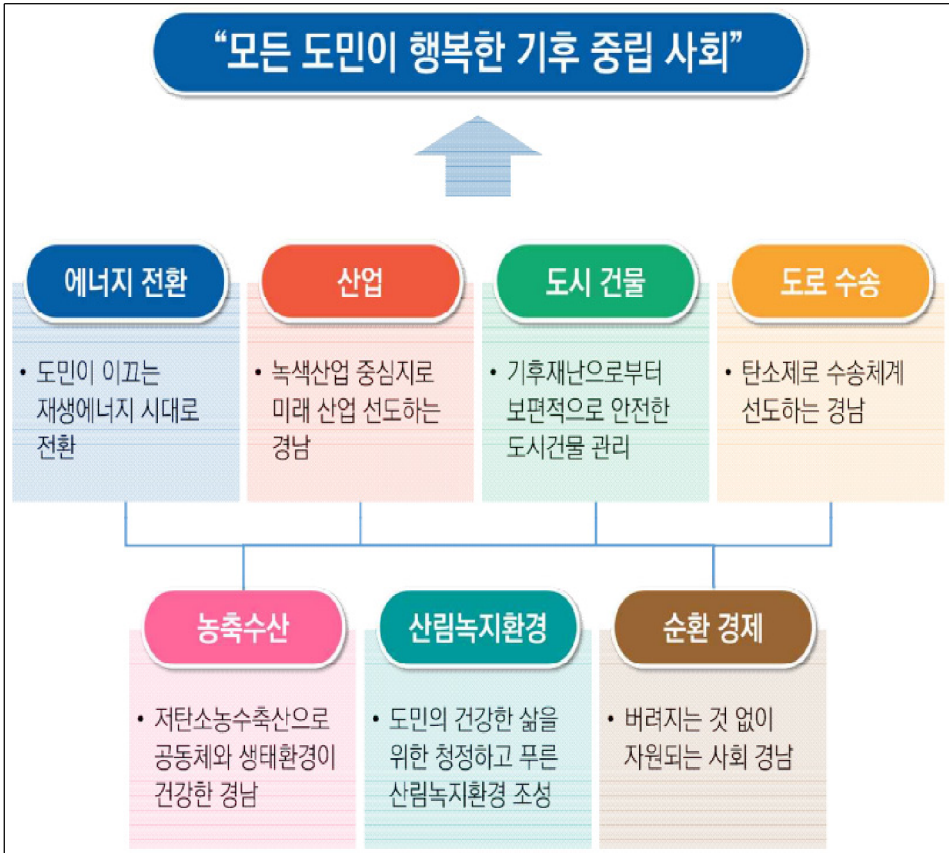 “모든 도민이 행복한 기후 중립 사회”
에너지 전환
• 도민이 이끄는
재생에너지 시대로
전환
산업
• 녹색산업 중심지로
미래 산업 선도하는
경남
도시 건물
• 기후재난으로부터
보편적으로 안전한
도시건물 관리
도로 수송
• 탄소제로 수송체계
선도하는 경남
농축수산
• 저탄소농수축산으로
공동체와 생태환경이
건강한 경남
산림녹지환경
• 도민의 건강한 삶을
위한 청정하고 푸른
산림녹지환경 조성
순환 경제
• 버려지는 것 없이
자원되는 사회 경남